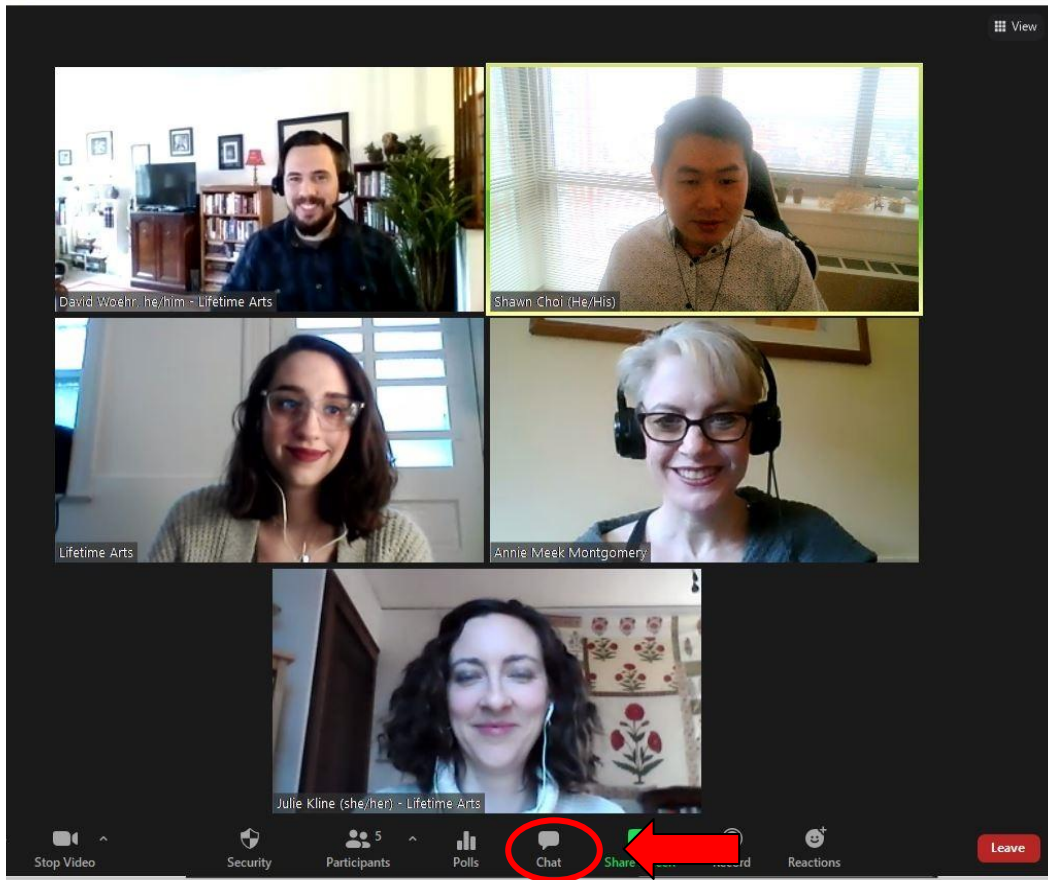 View
David Woehr, he/him - Lifetime Arts
Shawn Choi (He/His)
Lifetime Arts
Annie Meek Montgomery
Julie Kline (she/her) - Lifetime Arts
Stop Video
Security
5
Participants
Polls
Chat
Share
Reactions
Leave